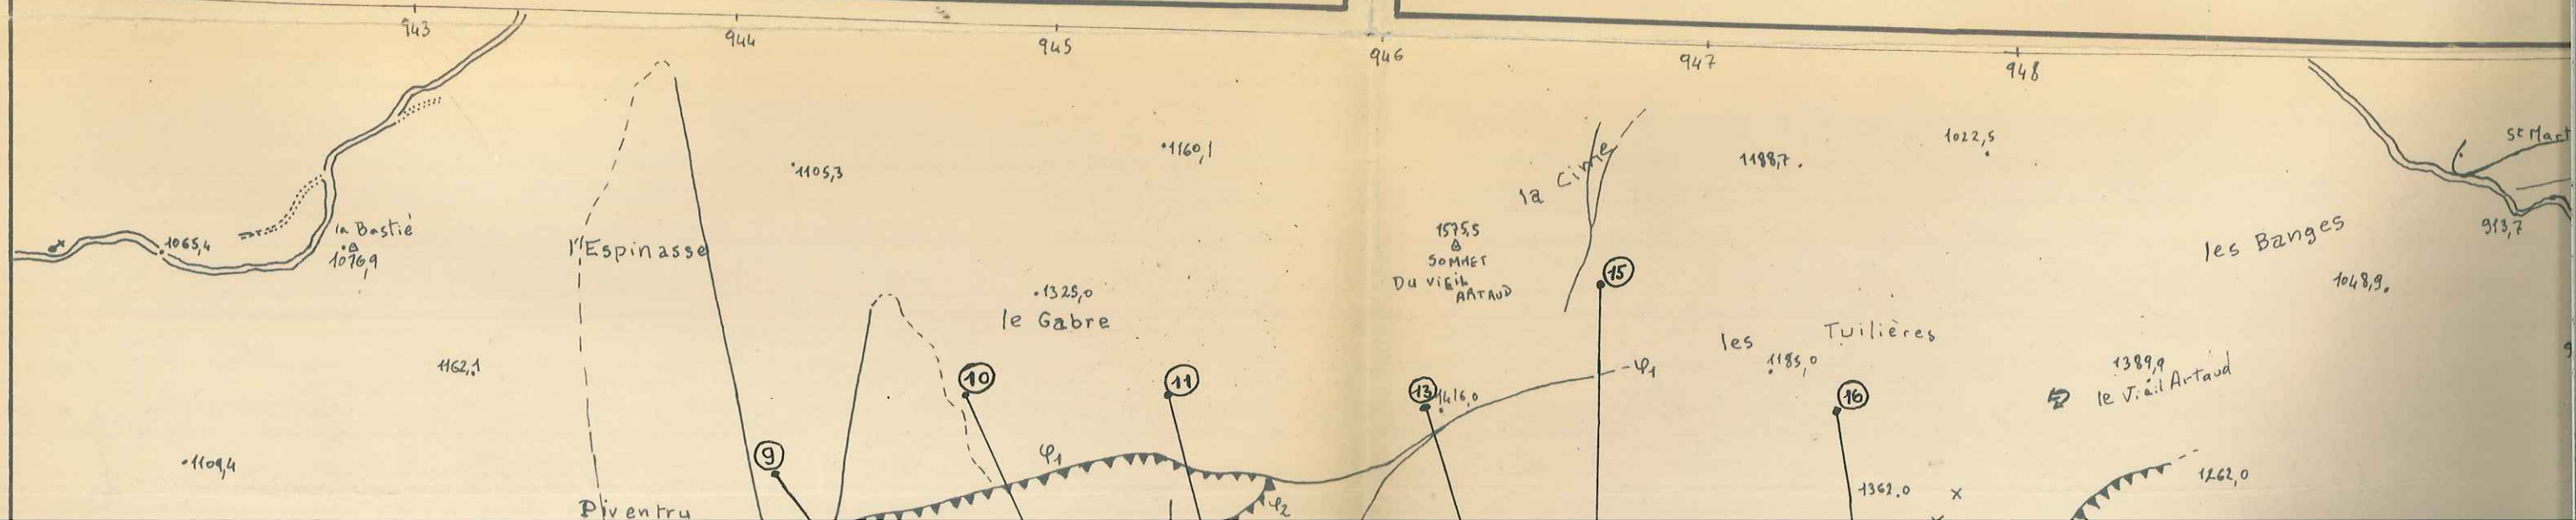 943
944
945
946
947
948
1022,5
St Mart
1160,1
1188,7
1105,3
la Cime
la Bastié
1065,4
1076,9
l'Espinasse
1575,5
SOMMET
DU VIEIL
ARTAUD
les Banges
913,7
15
1048,9
1325,0
le Gabre
les Tuilières
1185,0
φ1
1162,1
10
11
13
1416,0
16
1389,9
le Vieil Artaud
9
φ1
1109,4
1262,0
1362.0
φ2
Piventru